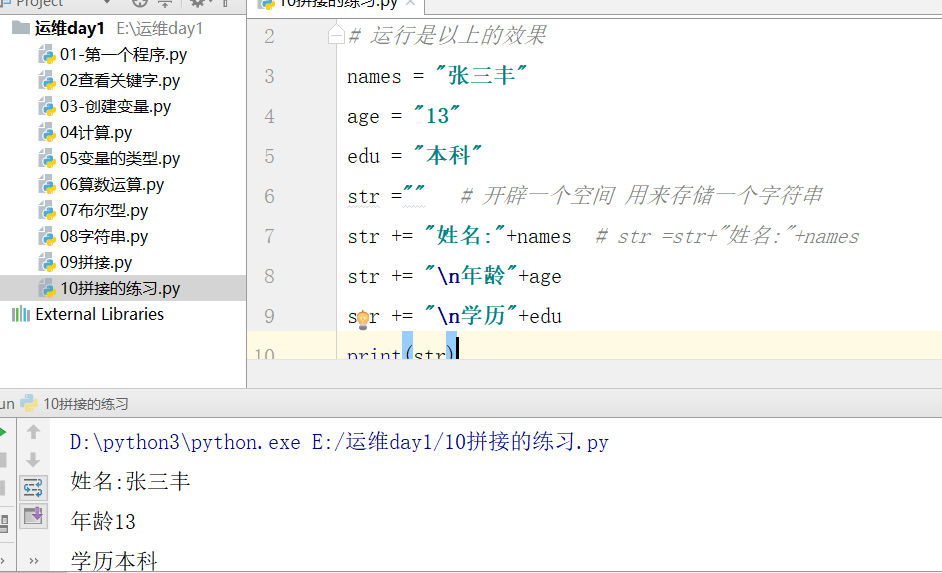 Project
10拼接的练习.py
运维day1 E:\运维day1
01-第一个程序.py
02查看关键字.py
03-创建变量.py
04计算.py
05变量的类型.py
06算数运算.py
07布尔型.py
08字符串.py
09拼接.py
10拼接的练习.py
External Libraries
2 # 运行是以上的效果
3 names = "张三丰"
4 age = "13"
5 edu = "本科"
6 str ="" # 开辟一个空间 用来存储一个字符串
7 str += "姓名:"+names # str =str+"姓名:"+names
8 str += "\n年龄"+age
9 str += "\n学历"+edu
10 print(str)
un 10拼接的练习
D:\python3\python.exe E:/运维day1/10拼接的练习.py
姓名:张三丰
年龄13
学历本科